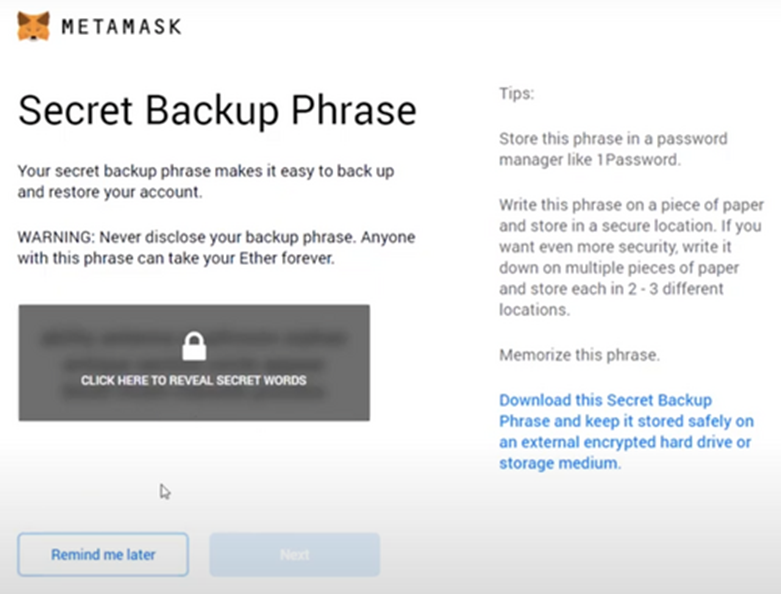 METAMASK
Secret Backup Phrase
Your secret backup phrase makes it easy to back up
and restore your account.
WARNING: Never disclose your backup phrase. Anyone
with this phrase can take your Ether forever.
CLICK HERE TO REVEAL SECRET WORDS
Remind me later
Next
Tips:
Store this phrase in a password
manager like 1Password.
Write this phrase on a piece of paper
and store in a secure location. If you
want even more security, write it
down on multiple pieces of paper
and store each in 2 - 3 different
locations.
Memorize this phrase.
Download this Secret Backup
Phrase and keep it stored safely on
an external encrypted hard drive or
storage medium.